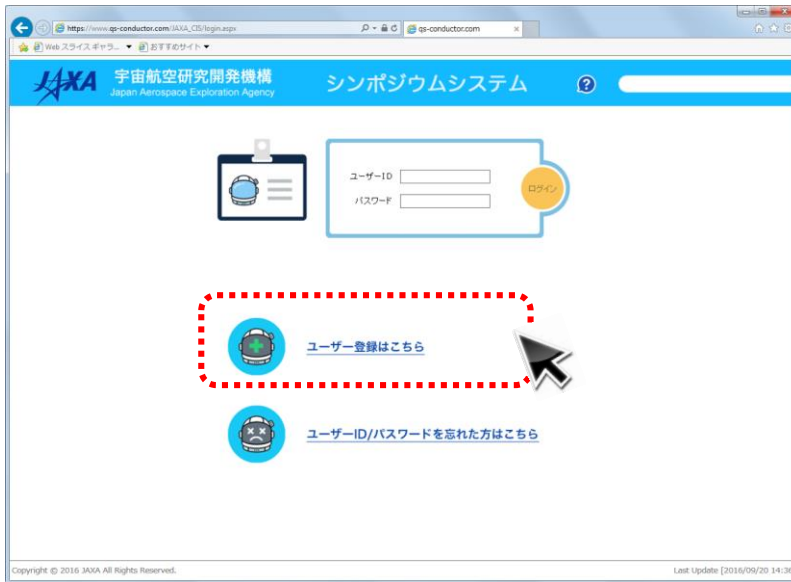 https://www.qs-conductor.com/JAXA_CIS/login.aspx
qs-conductor.com
Web スライス ギャラ...
おすすめサイト
JAXA 宇宙航空研究開発機構
Japan Aerospace Exploration Agency
シンポジウムシステム
?
ユーザーID
パスワード
ログイン
ユーザー登録はこちら
ユーザーID/パスワードを忘れた方はこちら
Copyright © 2016 JAXA All Rights Reserved.
Last Update [2016/09/20 14:36